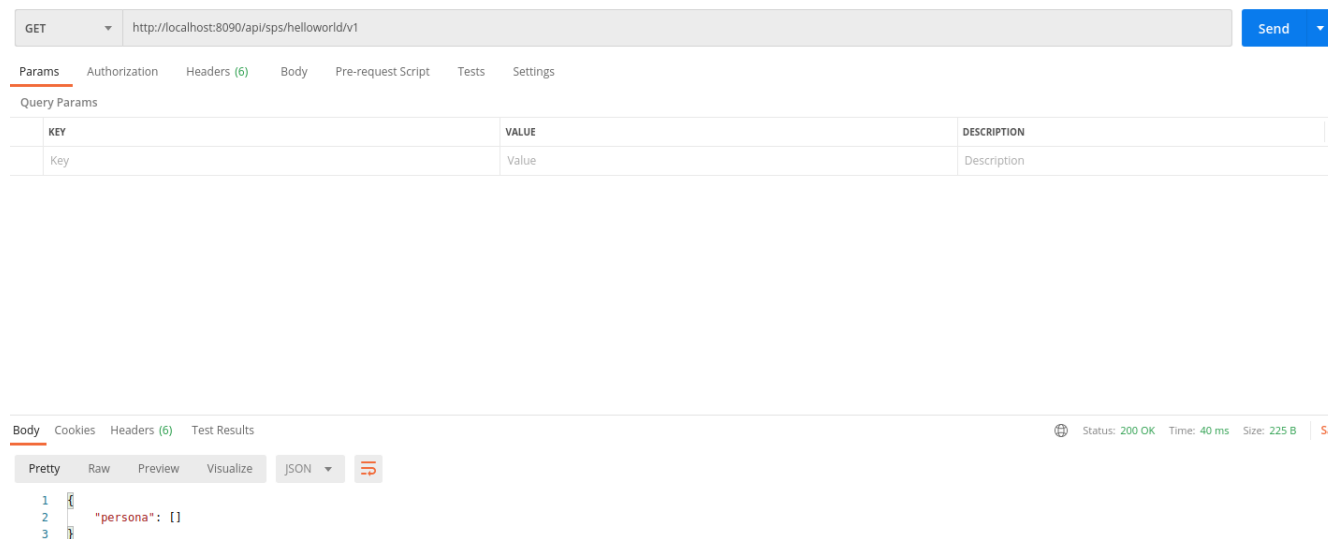 GET http://localhost:8090/api/sps/helloworld/v1 Send
Params Authorization Headers (6) Body Pre-request Script Tests Settings
Query Params
KEY VALUE DESCRIPTION
Key Value Description
Body Cookies Headers (6) Test Results Status: 200 OK Time: 40 ms Size: 225 B
Pretty Raw Preview Visualize JSON
1 {
2 "persona": []
3 }